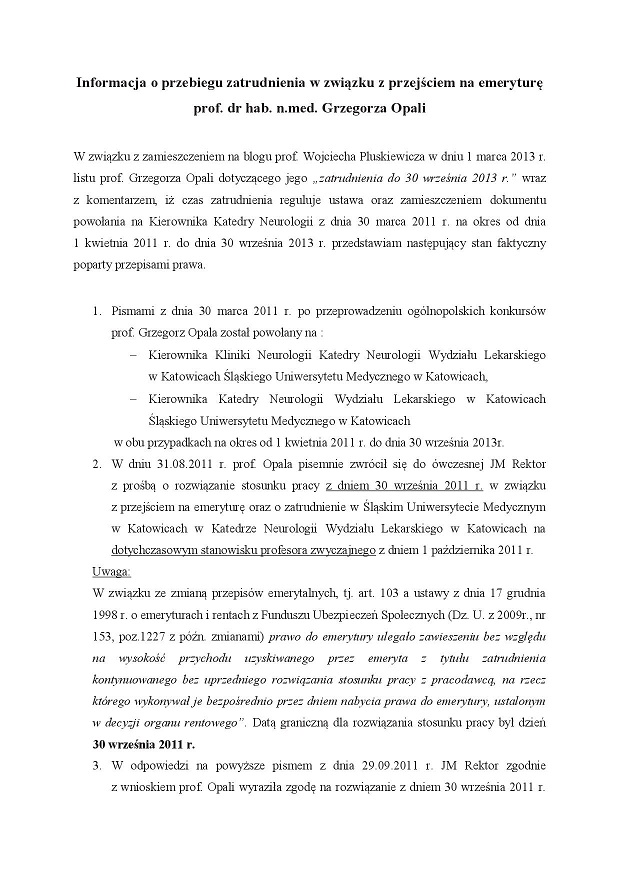 Informacja o przebiegu zatrudnienia w związku z przejściem na emeryturę
prof. dr hab. n.med. Grzegorza Opali
W związku z zamieszczeniem na blogu prof. Wojciecha Pluskiewicza w dniu 1 marca 2013 r.
listu prof. Grzegorza Opali dotyczącego jego „zatrudnienia do 30 września 2013 r.” wraz
z komentarzem, iż czas zatrudnienia reguluje ustawa oraz zamieszczeniem dokumentu
powołania na Kierownika Katedry Neurologii z dnia 30 marca 2011 r. na okres od dnia
1 kwietnia 2011 r. do dnia 30 września 2013 r. przedstawiam następujący stan faktyczny
poparty przepisami prawa.
1. Pismami z dnia 30 marca 2011 r. po przeprowadzeniu ogólnopolskich konkursów
prof. Grzegorz Opala został powołany na :
– Kierownika Kliniki Neurologii Katedry Neurologii Wydziału Lekarskiego
w Katowicach Śląskiego Uniwersytetu Medycznego w Katowicach,
– Kierownika Katedry Neurologii Wydziału Lekarskiego w Katowicach
Śląskiego Uniwersytetu Medycznego w Katowicach
w obu przypadkach na okres od 1 kwietnia 2011 r. do dnia 30 września 2013r.
2. W dniu 31.08.2011 r. prof. Opala pisemnie zwrócił się do ówczesnej JM Rektor
z prośbą o rozwiązanie stosunku pracy z dniem 30 września 2011 r. w związku
z przejściem na emeryturę oraz o zatrudnienie w Śląskim Uniwersytecie Medycznym
w Katowicach w Katedrze Neurologii Wydziału Lekarskiego w Katowicach na
dotychczasowym stanowisku profesora zwyczajnego z dniem 1 października 2011 r.
Uwaga:
W związku ze zmianą przepisów emerytalnych, tj. art. 103 a ustawy z dnia 17 grudnia
1998 r. o emeryturach i rentach z Funduszu Ubezpieczeń Społecznych (Dz. U. z 2009r., nr
153, poz.1227 z późn. zmianami) prawo do emerytury ulegało zawieszeniu bez względu
na wysokość przychodu uzyskiwanego przez emeryta z tytułu zatrudnienia
kontynuowanego bez uprzedniego rozwiązania stosunku pracy z pracodawcą, na rzecz
którego wykonywał je bezpośrednio przez dniem nabycia prawa do emerytury, ustalonym
w decyzji organu rentowego”. Datą graniczną dla rozwiązania stosunku pracy był dzień
30 września 2011 r.
3. W odpowiedzi na powyższe pismem z dnia 29.09.2011 r. JM Rektor zgodnie
z wnioskiem prof. Opali wyraziła zgodę na rozwiązanie z dniem 30 września 2011 r.